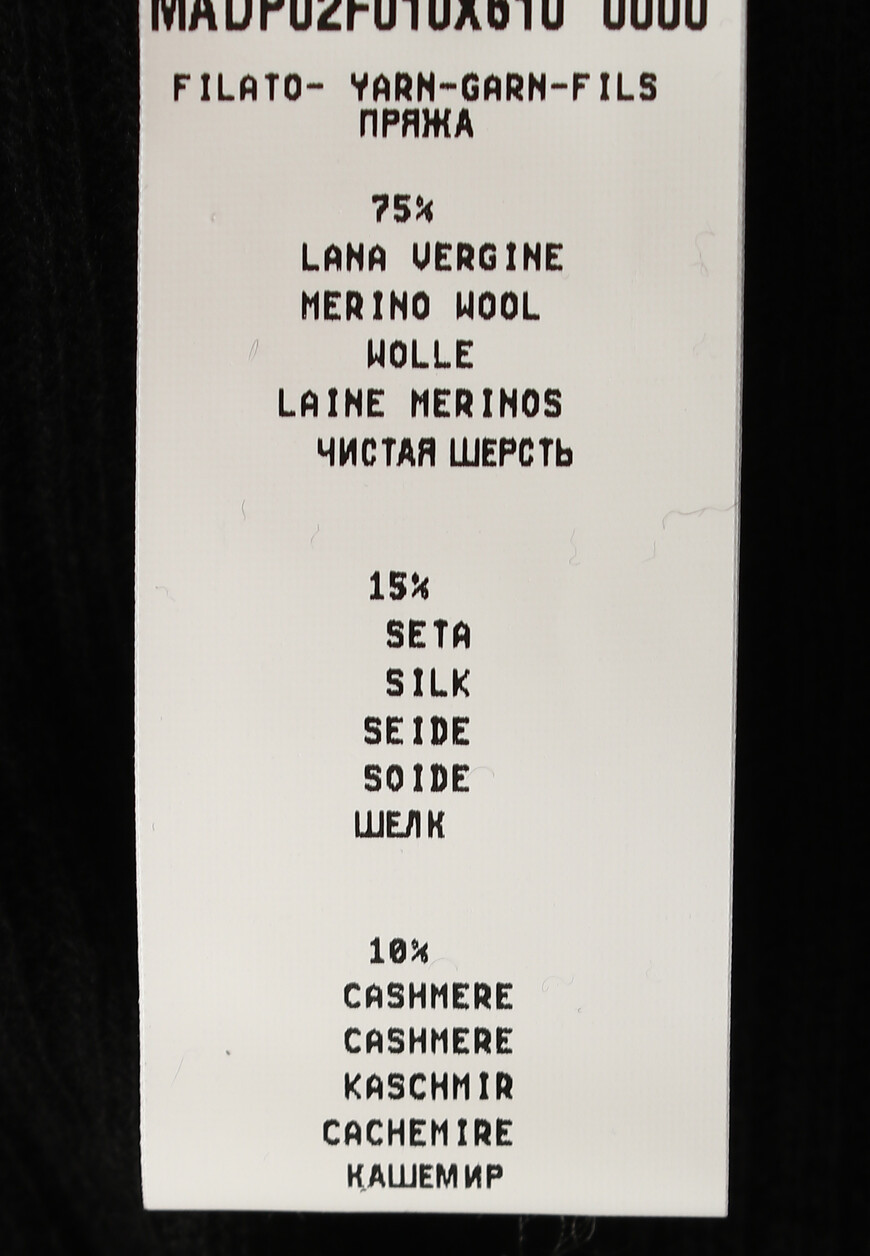 FILATO- YARN-GARN-FILS
ПРЯЖА
75%
LANA VERGINE
MERINO WOOL
WOLLE
LAINE MERINOS
ЧИСТАЯ ШЕРСТЬ
15%
SETA
SILK
SEIDE
SOIDE
ШЕЛК
10%
CASHMERE
CASHMERE
KASCHMIR
CACHEMIRE
КАШЕМИР